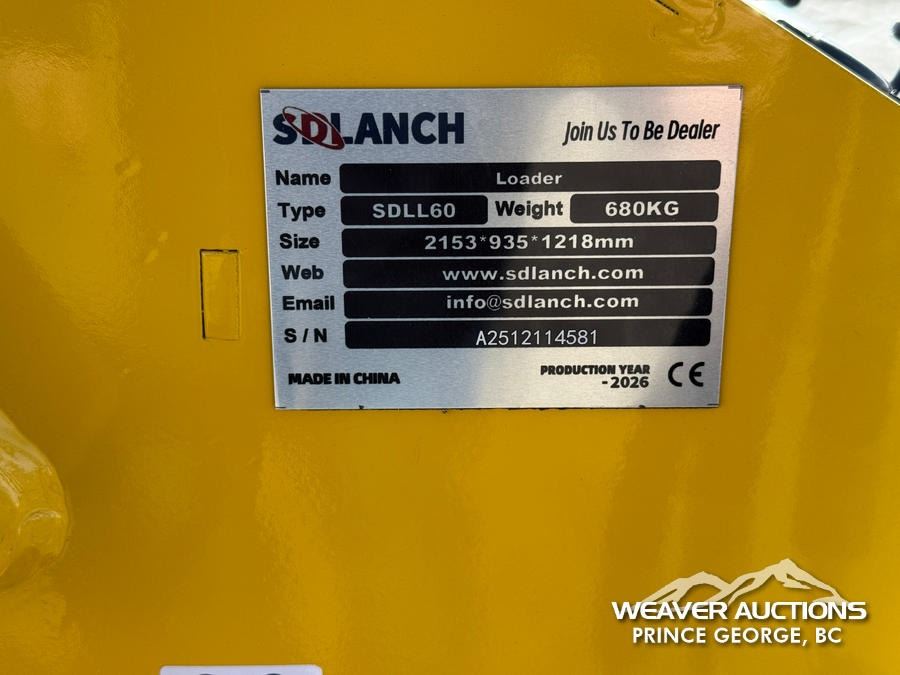 SDLANCH Join Us To Be Dealer
Name Loader
Type SDLL60 Weight 680KG
Size 2153*935*1218mm
Web www.sdlanch.com
Email info@sdlanch.com
S/N A2512114581
MADE IN CHINA PRODUCTION YEAR
-2026 CE
WEAVER AUCTIONS
PRINCE GEORGE, BC